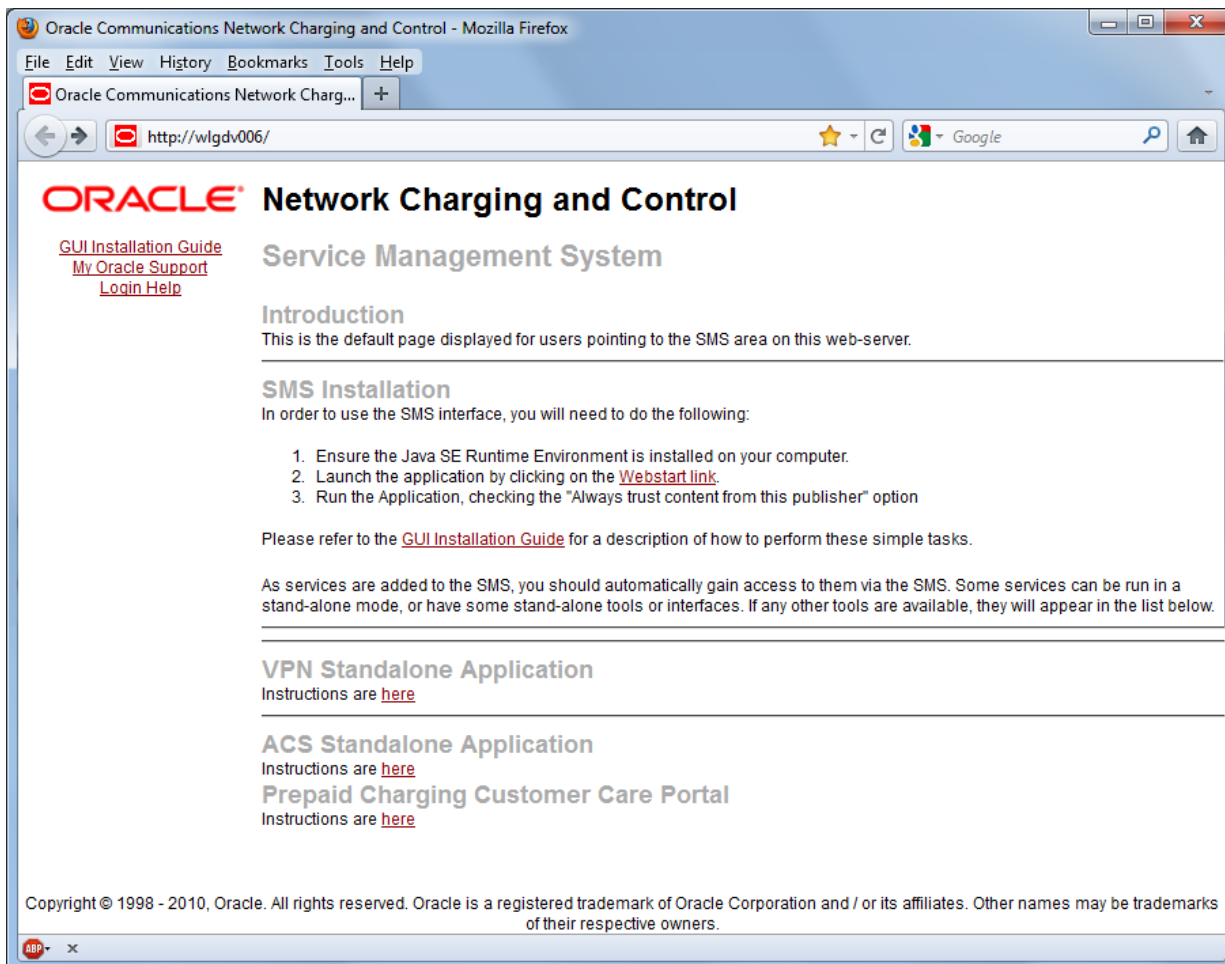 Oracle Communications Network Charging and Control - Mozilla Firefox
File Edit View History Bookmarks Tools Help
Oracle Communications Network Charg...
http://wlgdv006/
Google
ORACLE®
Network Charging and Control
GUI Installation Guide
My Oracle Support
Login Help
Service Management System
Introduction
This is the default page displayed for users pointing to the SMS area on this web-server.
SMS Installation
In order to use the SMS interface, you will need to do the following:
1. Ensure the Java SE Runtime Environment is installed on your computer.
2. Launch the application by clicking on the Webstart link.
3. Run the Application, checking the "Always trust content from this publisher" option
Please refer to the GUI Installation Guide for a description of how to perform these simple tasks.
As services are added to the SMS, you should automatically gain access to them via the SMS. Some services can be run in a
stand-alone mode, or have some stand-alone tools or interfaces. If any other tools are available, they will appear in the list below.
VPN Standalone Application
Instructions are here
ACS Standalone Application
Instructions are here
Prepaid Charging Customer Care Portal
Instructions are here
Copyright © 1998 - 2010, Oracle. All rights reserved. Oracle is a registered trademark of Oracle Corporation and / or its affiliates. Other names may be trademarks
of their respective owners.
ABP